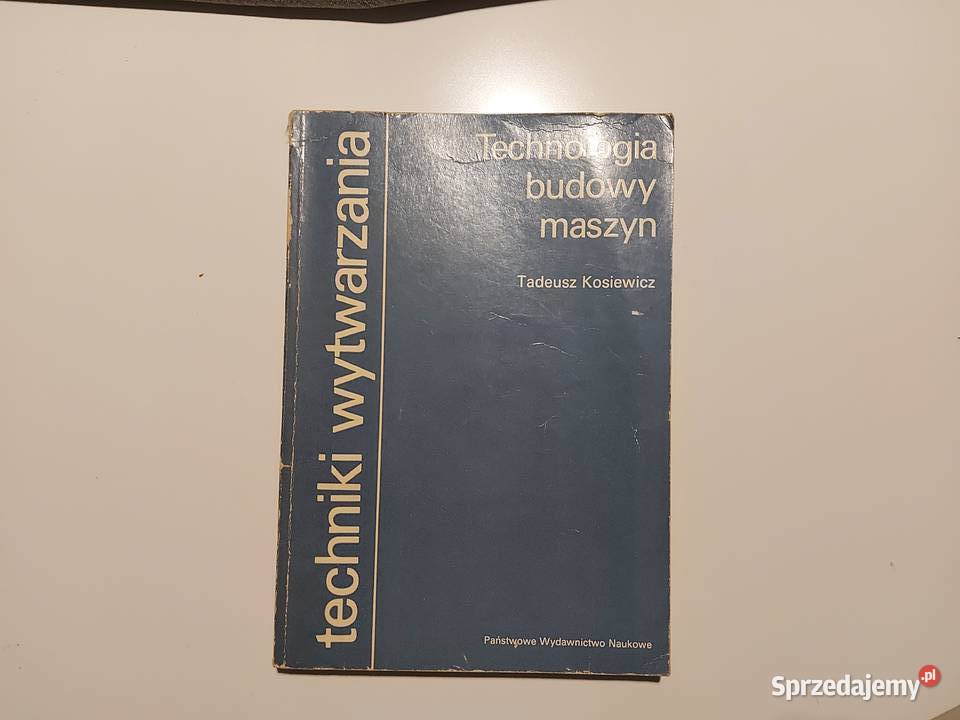 techniki wytwarzania
Technologia
budowy
maszyn
Tadeusz Kosiewicz
Państwowe Wydawnictwo Naukowe
Sprzedajemy.pl